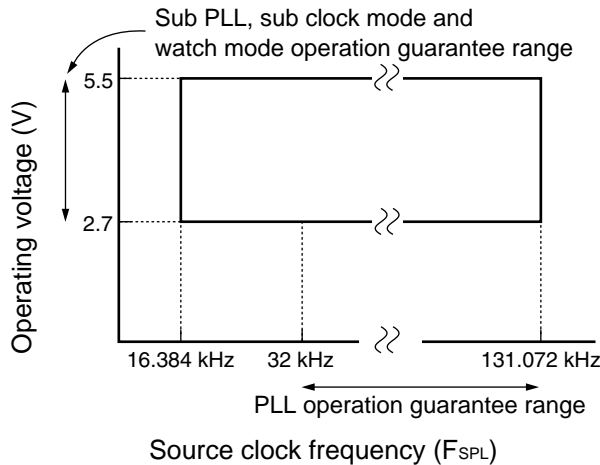 Sub PLL, sub clock mode and
watch mode operation guarantee range
5.5
Operating voltage (V)
2.7
16.384 kHz
32 kHz
131.072 kHz
PLL operation guarantee range
Source clock frequency (FSPL)